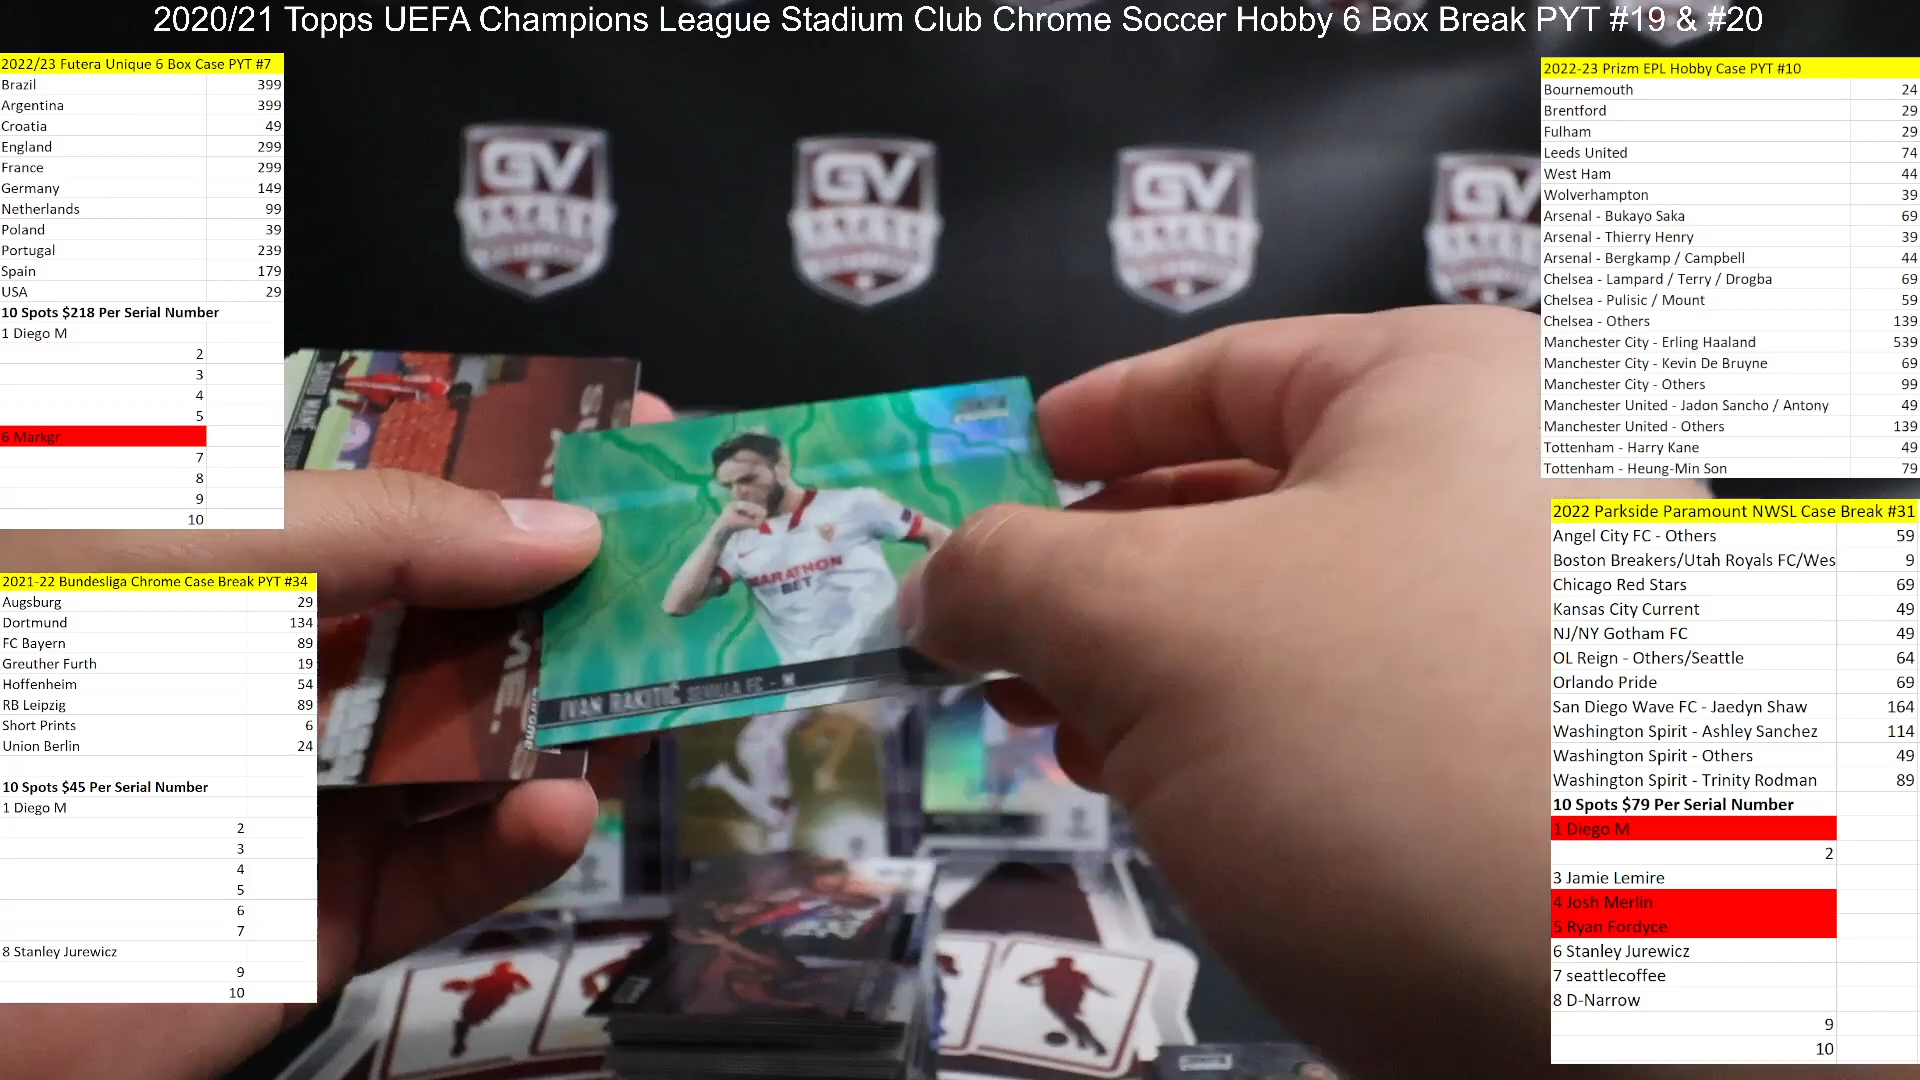 2020/21 Topps UEFA Champions League Stadium Club Chrome Soccer Hobby 6 Box Break PYT #19 & #20
2022/23 Futera Unique 6 Box Case PYT #7
Brazil 399
Argentina 399
Croatia 49
England 299
France 299
Germany 149
Netherlands 99
Poland 39
Portugal 239
Spain 179
USA 29
10 Spots $218 Per Serial Number
1 Diego M
2
3
4
5
6 Markgr
7
8
9
10
2021-22 Bundesliga Chrome Case Break PYT #34
Augsburg 29
Dortmund 134
FC Bayern 89
Greuther Furth 19
Hoffenheim 54
RB Leipzig 89
Short Prints 6
Union Berlin 24
10 Spots $45 Per Serial Number
1 Diego M
2
3
4
5
6
7
8 Stanley Jurewicz
9
10
GV
GV
GV
GV
MARATHON
BET
IVAN RAKITIĆ SEVILLA FC - M
2022-23 Prizm EPL Hobby Case PYT #10
Bournemouth 24
Brentford 29
Fulham 29
Leeds United 74
West Ham 44
Wolverhampton 39
Arsenal - Bukayo Saka 69
Arsenal - Thierry Henry 39
Arsenal - Bergkamp / Campbell 44
Chelsea - Lampard / Terry / Drogba 69
Chelsea - Pulisic / Mount 59
Chelsea - Others 139
Manchester City - Erling Haaland 539
Manchester City - Kevin De Bruyne 69
Manchester City - Others 99
Manchester United - Jadon Sancho / Antony 49
Manchester United - Others 139
Tottenham - Harry Kane 49
Tottenham - Heung-Min Son 79
2022 Parkside Paramount NWSL Case Break #31
Angel City FC - Others 59
Boston Breakers/Utah Royals FC/Wes 9
Chicago Red Stars 69
Kansas City Current 49
NJ/NY Gotham FC 49
OL Reign - Others/Seattle 64
Orlando Pride 69
San Diego Wave FC - Jaedyn Shaw 164
Washington Spirit - Ashley Sanchez 114
Washington Spirit - Others 49
Washington Spirit - Trinity Rodman 89
10 Spots $79 Per Serial Number
1 Diego M
2
3 Jamie Lemire
4 Josh Merlin
5 Ryan Fordyce
6 Stanley Jurewicz
7 seattlecoffee
8 D-Narrow
9
10